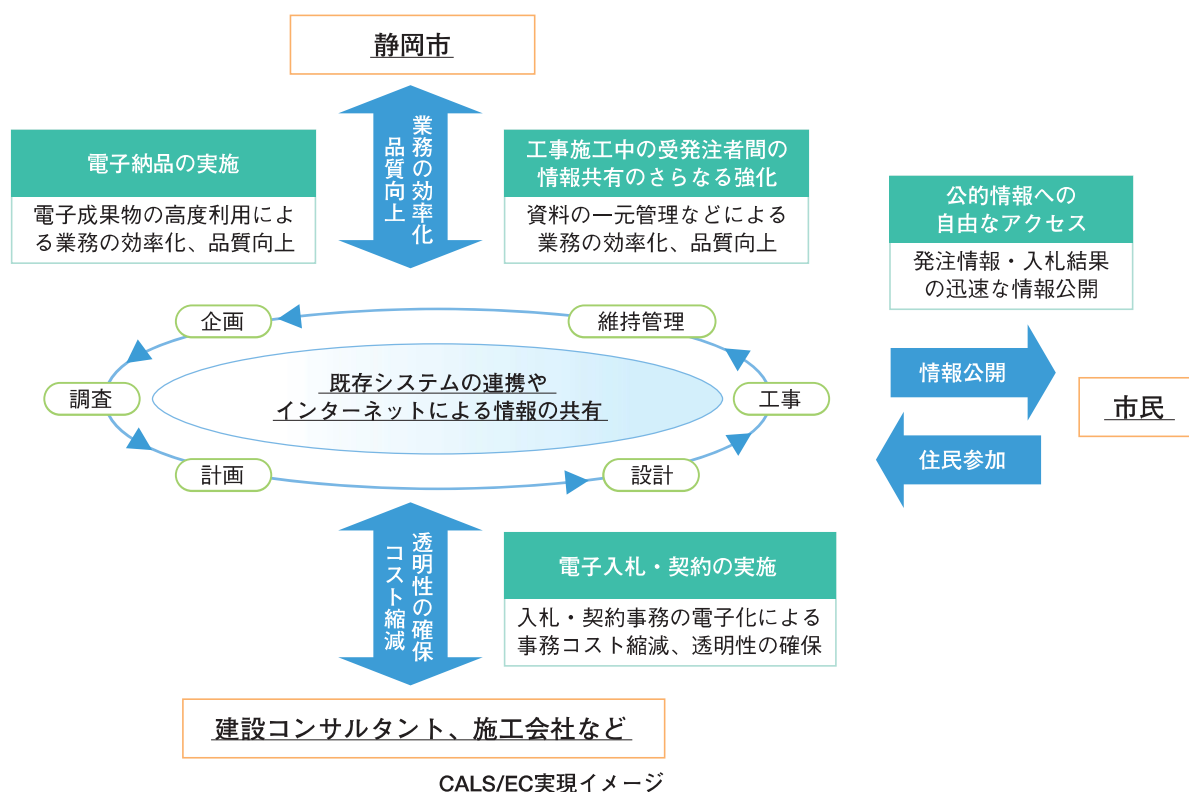 静岡市
業務の効率化
品質向上
電子納品の実施
電子成果物の高度利用によ
る業務の効率化、品質向上
工事施工中の受発注者間の
情報共有のさらなる強化
資料の一元管理などによる
業務の効率化、品質向上
公的情報への
自由なアクセス
発注情報・入札結果
の迅速な情報公開
企画
維持管理
調査
既存システムの連携や
インターネットによる情報の共有
工事
計画
設計
情報公開
住民参加
市民
透明性の確保
コスト縮減
電子入札・契約の実施
入札・契約事務の電子化による
事務コスト縮減、透明性の確保
建設コンサルタント、施工会社など
CALS/EC実現イメージ